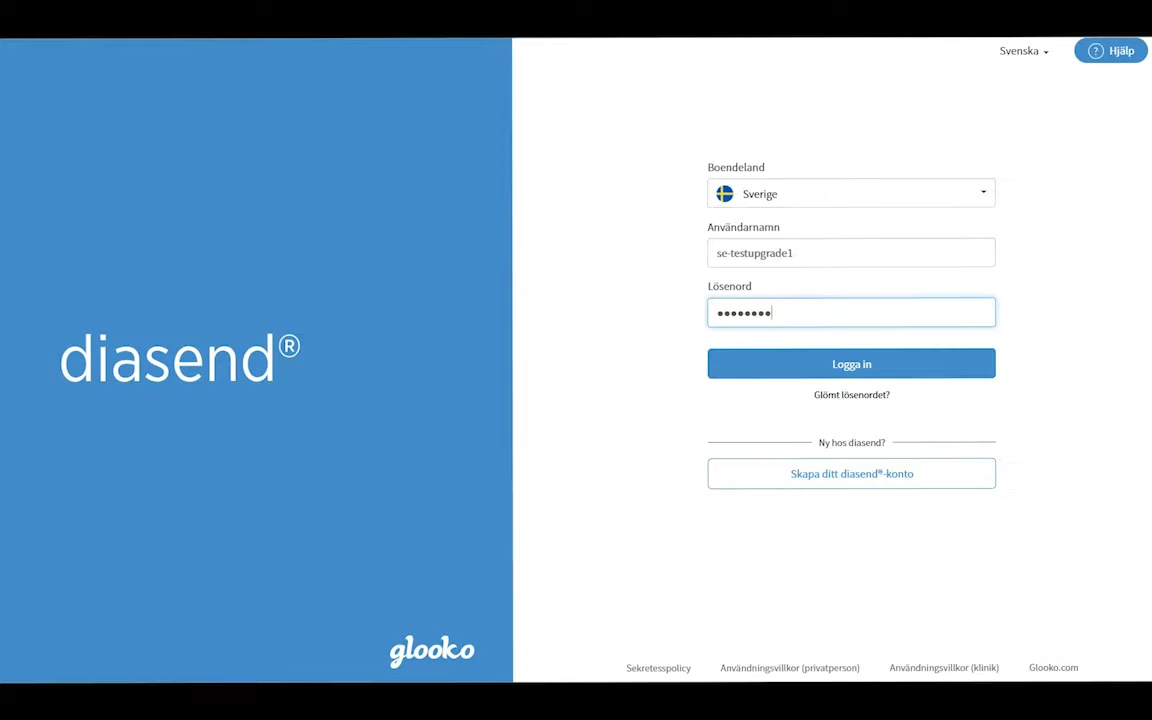 Svenska
? Hjälp
Boendeland
Sverige
Användarnamn
se-testupgrade1
Lösenord
••••••••
Logga in
Glömt lösenordet?
Ny hos diasend?
Skapa ditt diasend®-konto
diasend®
glooko
Sekretesspolicy Användningsvillkor (privatperson) Användningsvillkor (klinik) Glooko.com